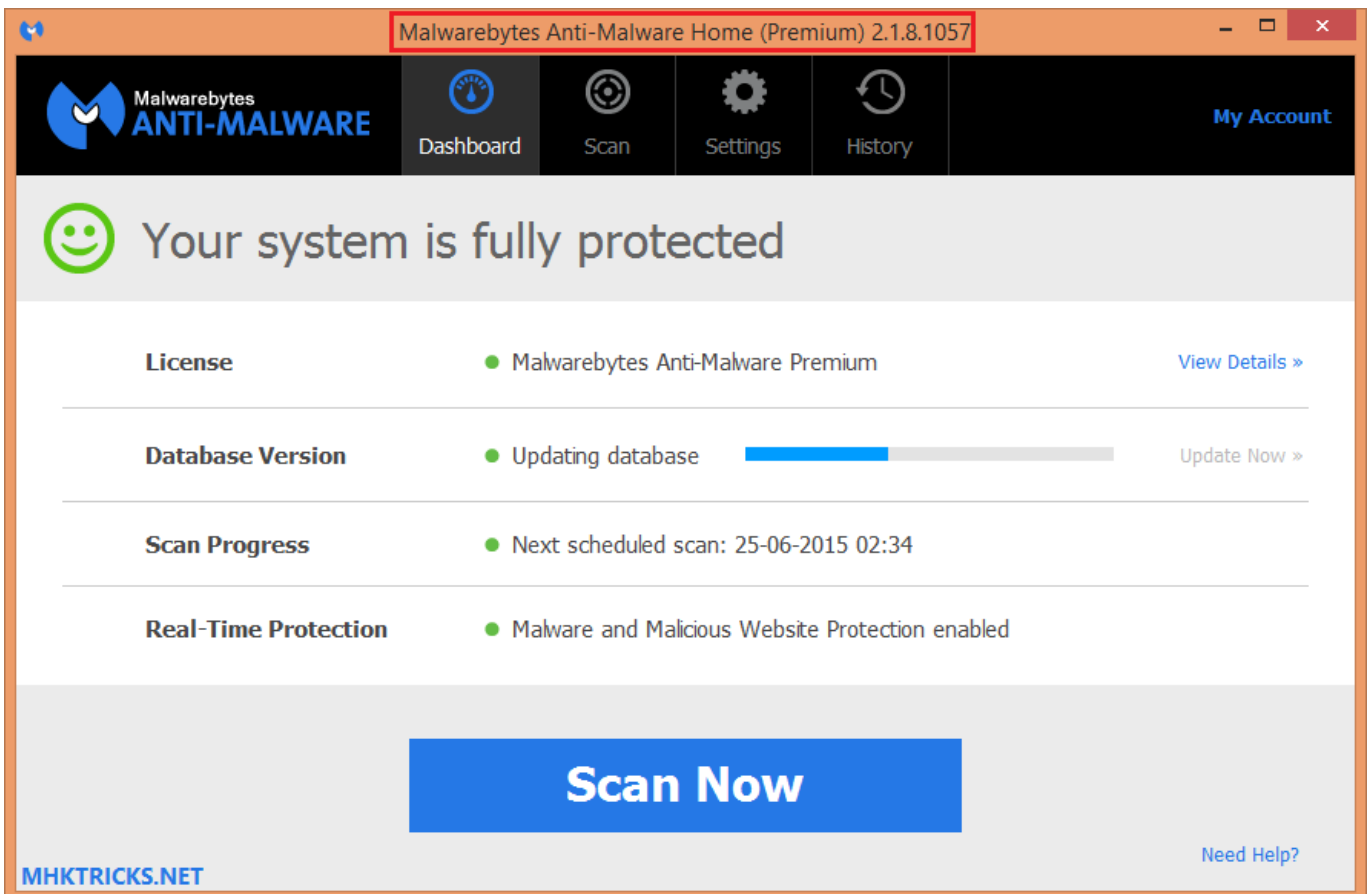 Malwarebytes Anti-Malware Home (Premium) 2.1.8.1057
Malwarebytes
ANTI-MALWARE
Dashboard
Scan
Settings
History
My Account
Your system is fully protected
License
Malwarebytes Anti-Malware Premium
View Details »
Database Version
Updating database
Update Now »
Scan Progress
Next scheduled scan: 25-06-2015 02:34
Real-Time Protection
Malware and Malicious Website Protection enabled
Scan Now
Need Help?
MHKTRICKS.NET